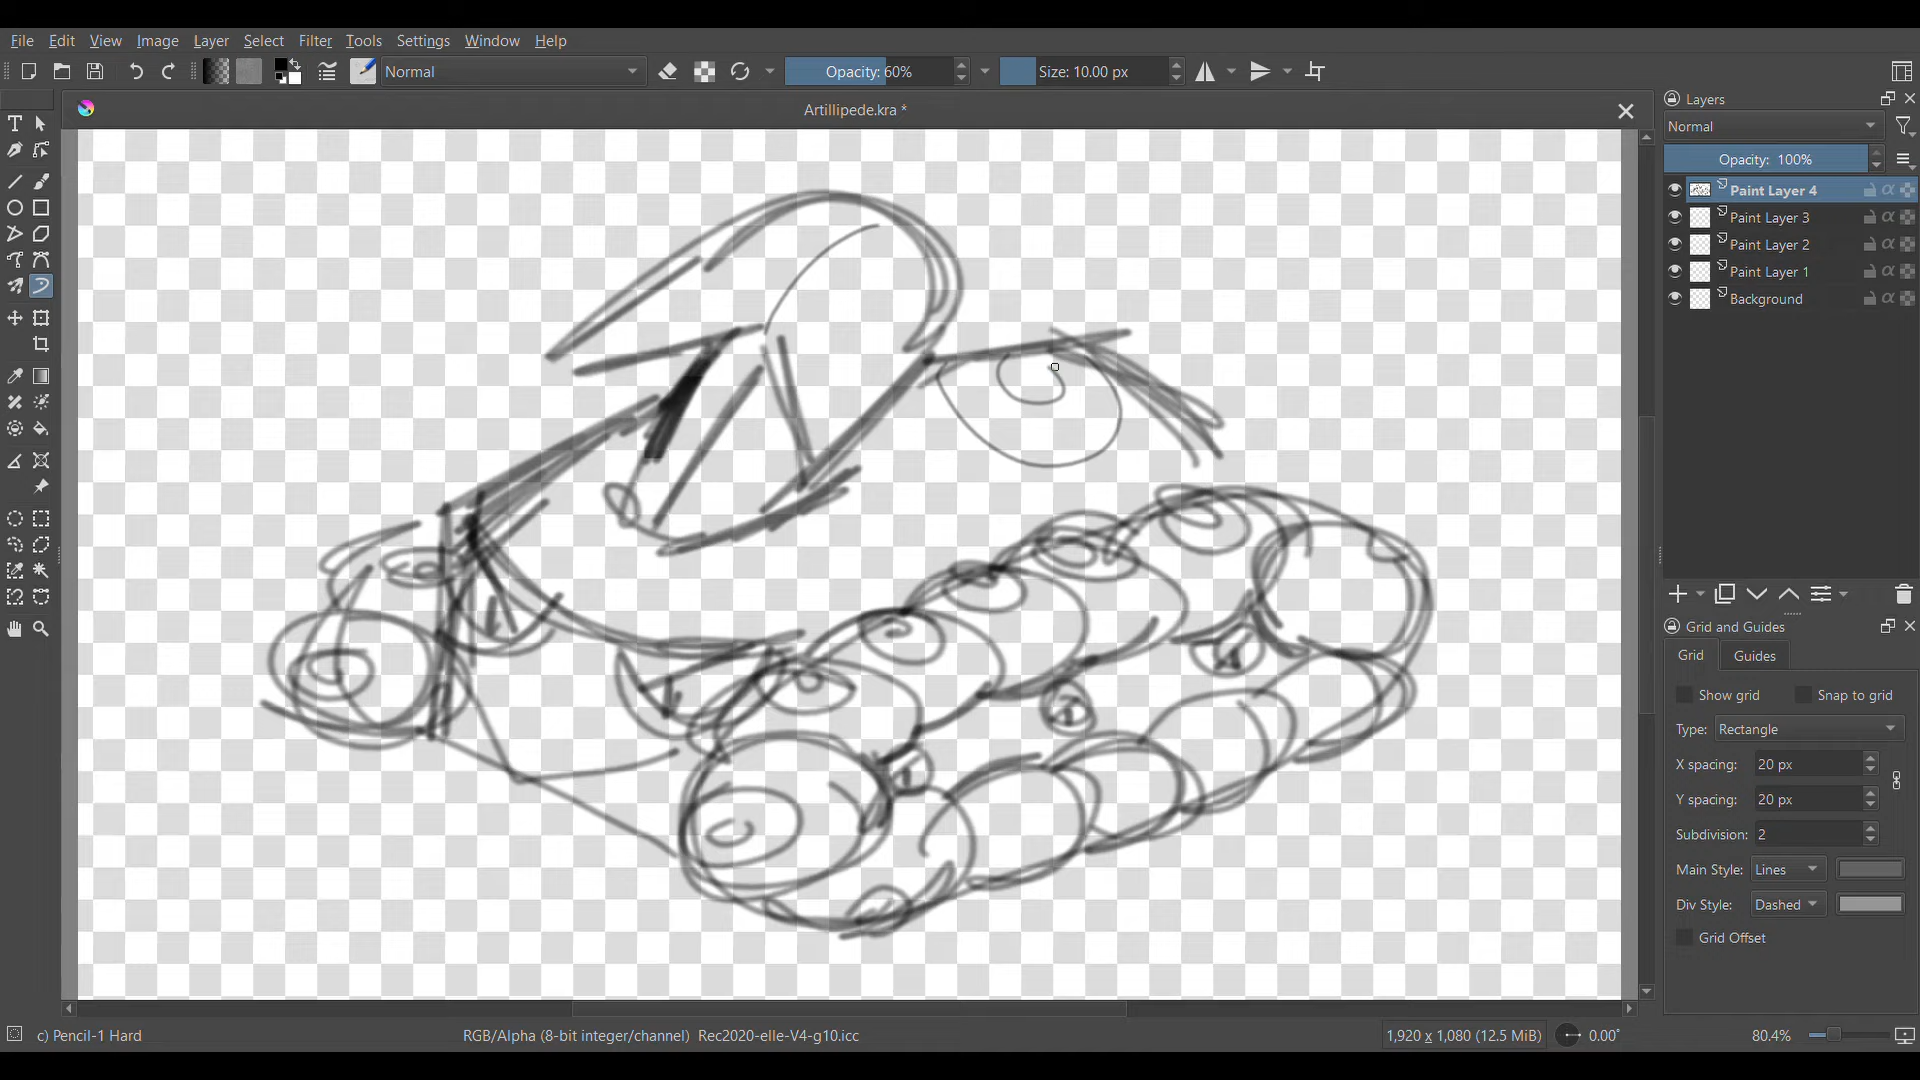 File Edit View Image Layer Select Filter Tools Settings Window Help
Normal
Opacity: 60%
Size: 10.00 px
Artillipede.kra *
Layers
Normal
Opacity: 100%
Paint Layer 4
Paint Layer 3
Paint Layer 2
Paint Layer 1
Background
Grid and Guides
Grid Guides
Show grid Snap to grid
Type: Rectangle
X spacing: 20 px
Y spacing: 20 px
Subdivision: 2
Main Style: Lines
Div Style: Dashed
Grid Offset
c) Pencil-1 Hard RGB/Alpha (8-bit integer/channel) Rec2020-elle-V4-g10.icc 1,920 x 1,080 (12.5 MiB) 0.00° 80.4%